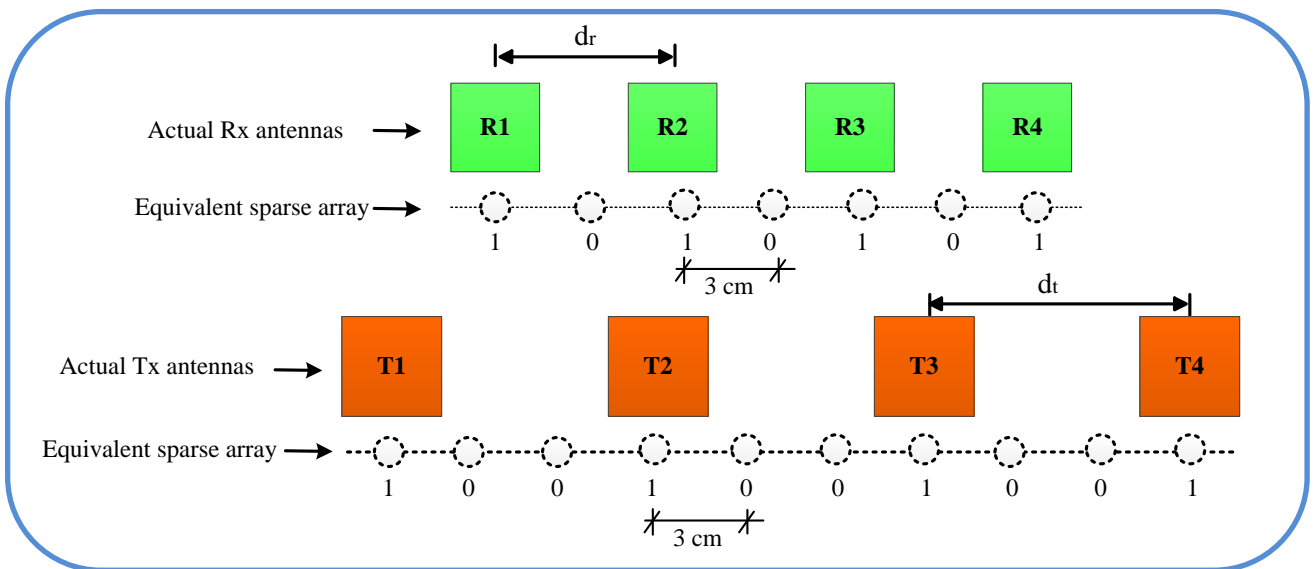 dr
R1 R2 R3 R4
Actual Rx antennas
Equivalent sparse array
1 0 1 0 1 0 1
3 cm
dt
T1 T2 T3 T4
Actual Tx antennas
Equivalent sparse array
1 0 0 1 0 0 1 0 0 1
3 cm